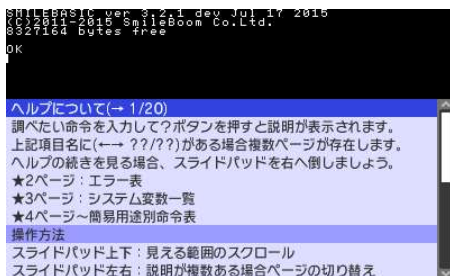 SMILEBASIC ver 3.2.1 dev Jul 17 2015
(C)2011-2015 SmileBoom Co.Ltd.
8327164 bytes free
OK
ヘルプについて(→ 1/20)
調べたい命令を入力して?ボタンを押すと説明が表示されます。
上記項目名に(←→ ??/??)がある場合複数ページが存在します。
ヘルプの続きを見る場合、スライドパッドを右へ倒しましょう。
★2ページ：エラー表
★3ページ：システム変数一覧
★4ページ～簡易用途別命令表
操作方法
スライドパッド上下：見える範囲のスクロール
スライドパッド左右：説明が複数ある場合ページの切り替え